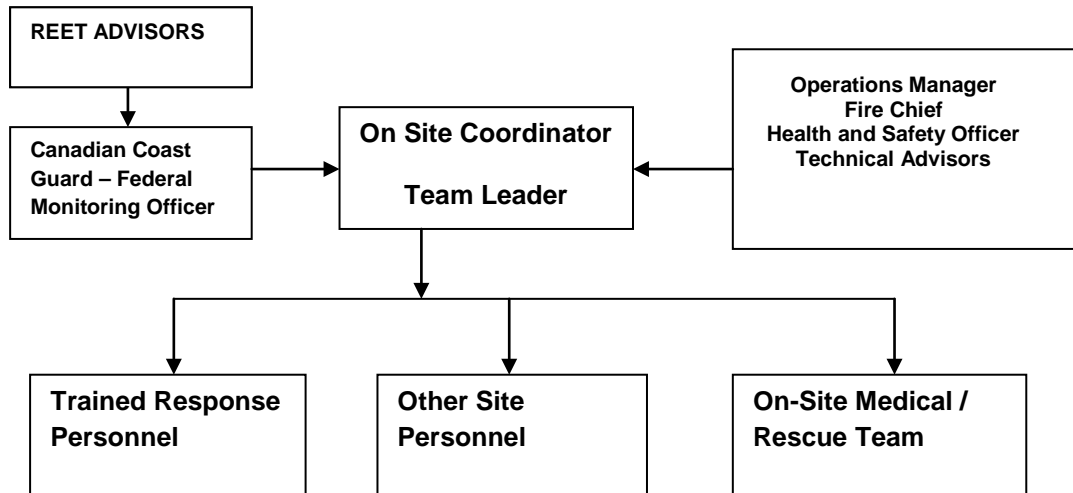 REET ADVISORS
Canadian Coast
Guard – Federal
Monitoring Officer
On Site Coordinator
Team Leader
Operations Manager
Fire Chief
Health and Safety Officer
Technical Advisors
Trained Response
Personnel
Other Site
Personnel
On-Site Medical /
Rescue Team